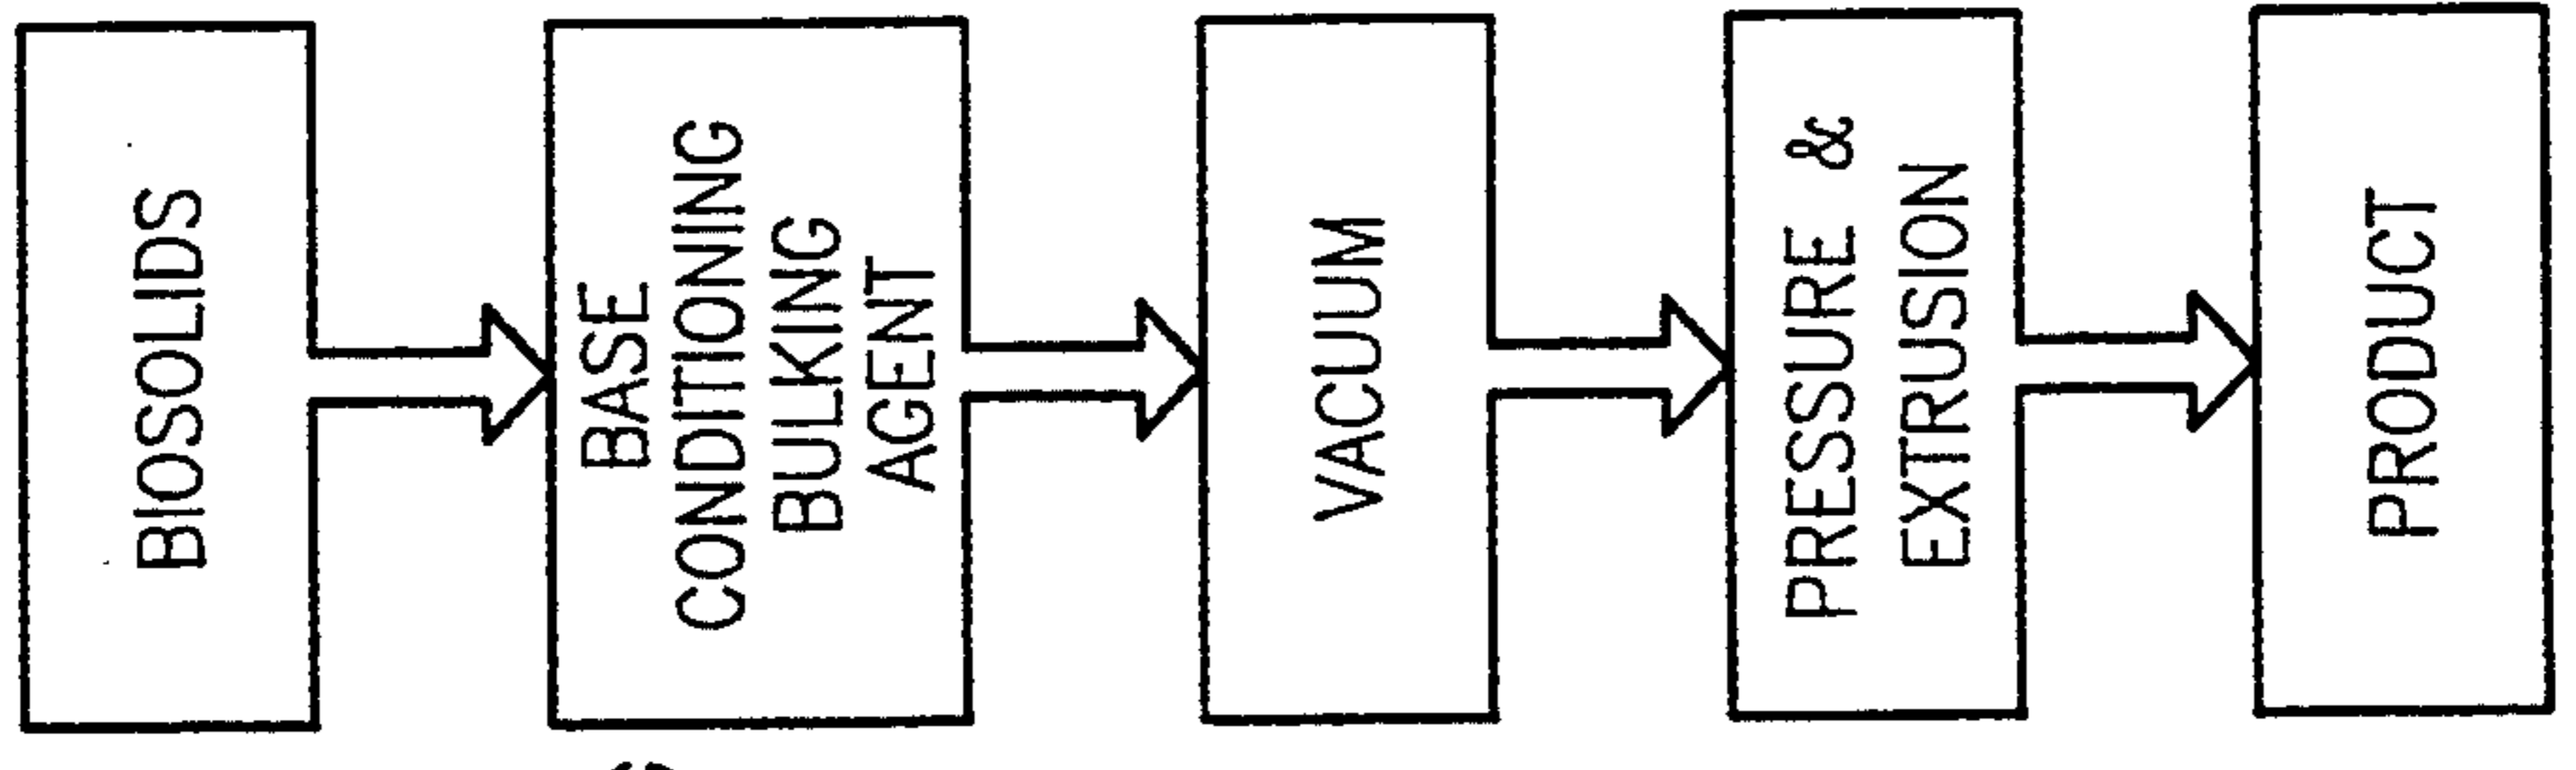 BIOSOLIDS
BASE
CONDITIONING
BULKING
AGENT
VACUUM
PRESSURE &
EXTRUSION
PRODUCT